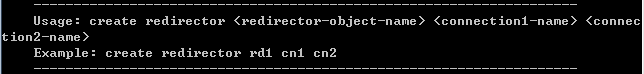 ------------------------------------------------------------------
Usage: create redirector <redirector-object-name> <connection1-name> <connec
tion2-name>
Example: create redirector rd1 cn1 cn2
------------------------------------------------------------------